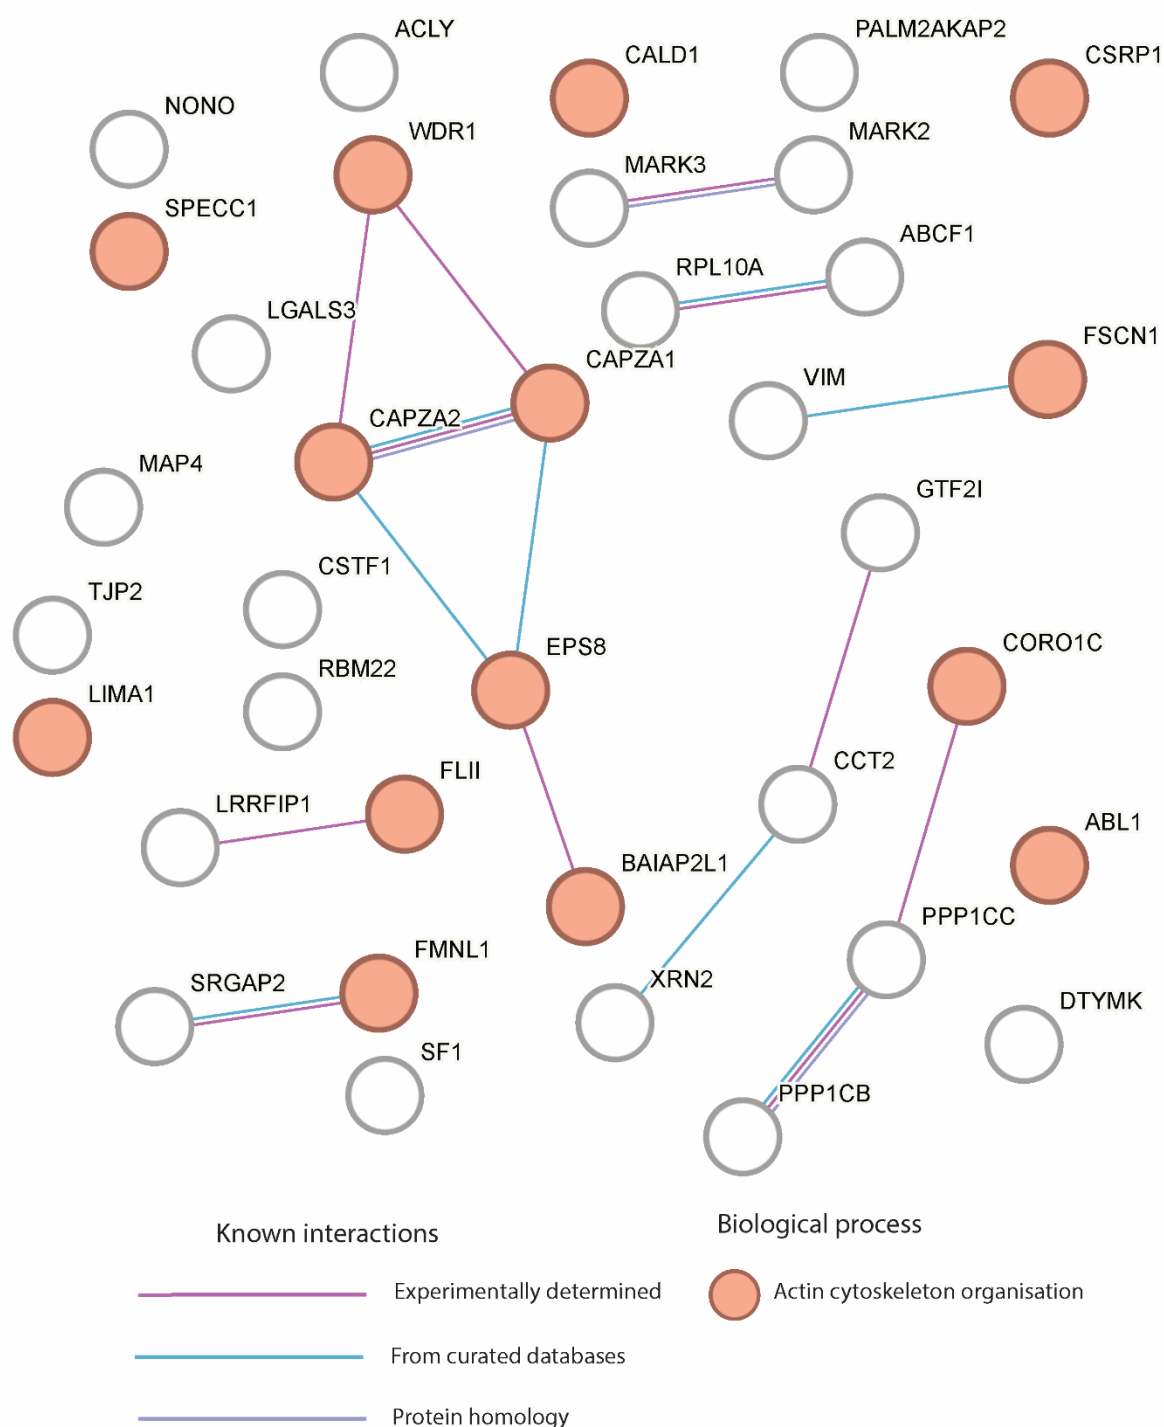 ACLY
PALM2AKAP2
CALD1
CSRP1
NONO
WDR1
MARK2
MARK3
SPECC1
ABCF1
RPL10A
LGALS3
FSCN1
CAPZA1
VIM
CAPZA2
MAP4
GTF2I
CSTF1
TJP2
EPS8
CORO1C
RBM22
LIMA1
CCT2
FLII
LRRFIP1
ABL1
BAIAP2L1
PPP1CC
FMNL1
XRN2
SRGAP2
DTYMK
SF1
PPP1CB
Known interactions
Experimentally determined
From curated databases
Protein homology
Biological process
Actin cytoskeleton organisation